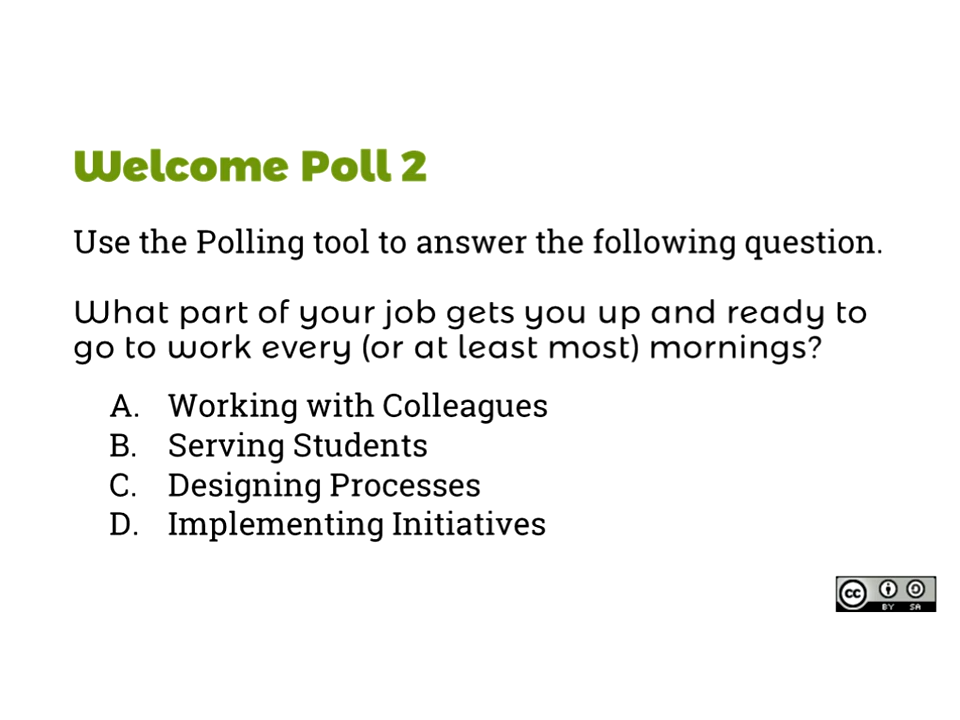 Welcome Poll 2
Use the Polling tool to answer the following question.
What part of your job gets you up and ready to
go to work every (or at least most) mornings?
A. Working with Colleagues
B. Serving Students
C. Designing Processes
D. Implementing Initiatives
cc BY SA